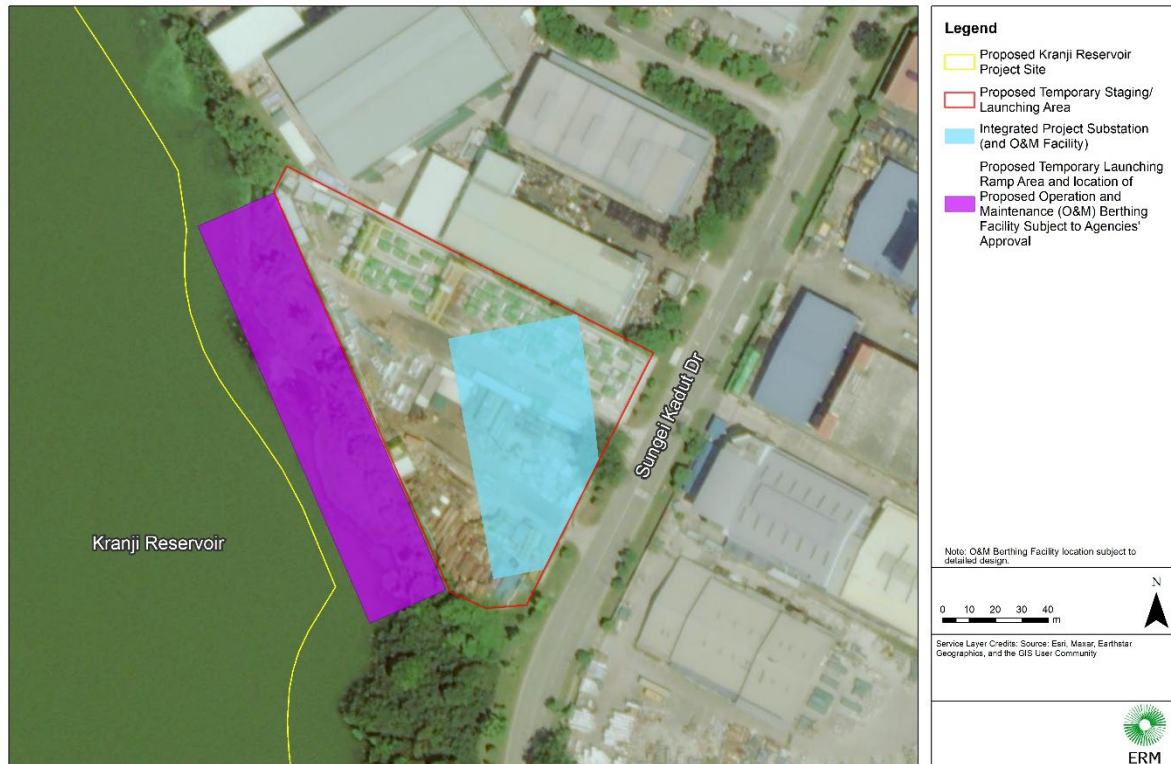 Kranji Reservoir
Sungei Kadut Dr
Legend
Proposed Kranji Reservoir
Project Site
Proposed Temporary Staging/
Launching Area
Integrated Project Substation
(and O&M Facility)
Proposed Temporary Launching
Ramp Area and location of
Proposed Operation and
Maintenance (O&M) Berthing
Facility Subject to Agencies'
Approval
Note: O&M Berthing Facility location subject to
detailed design.
N
0 10 20 30 40
m
Service Layer Credits: Source: Esri, Maxar, Earthstar
Geographics, and the GIS User Community
ERM